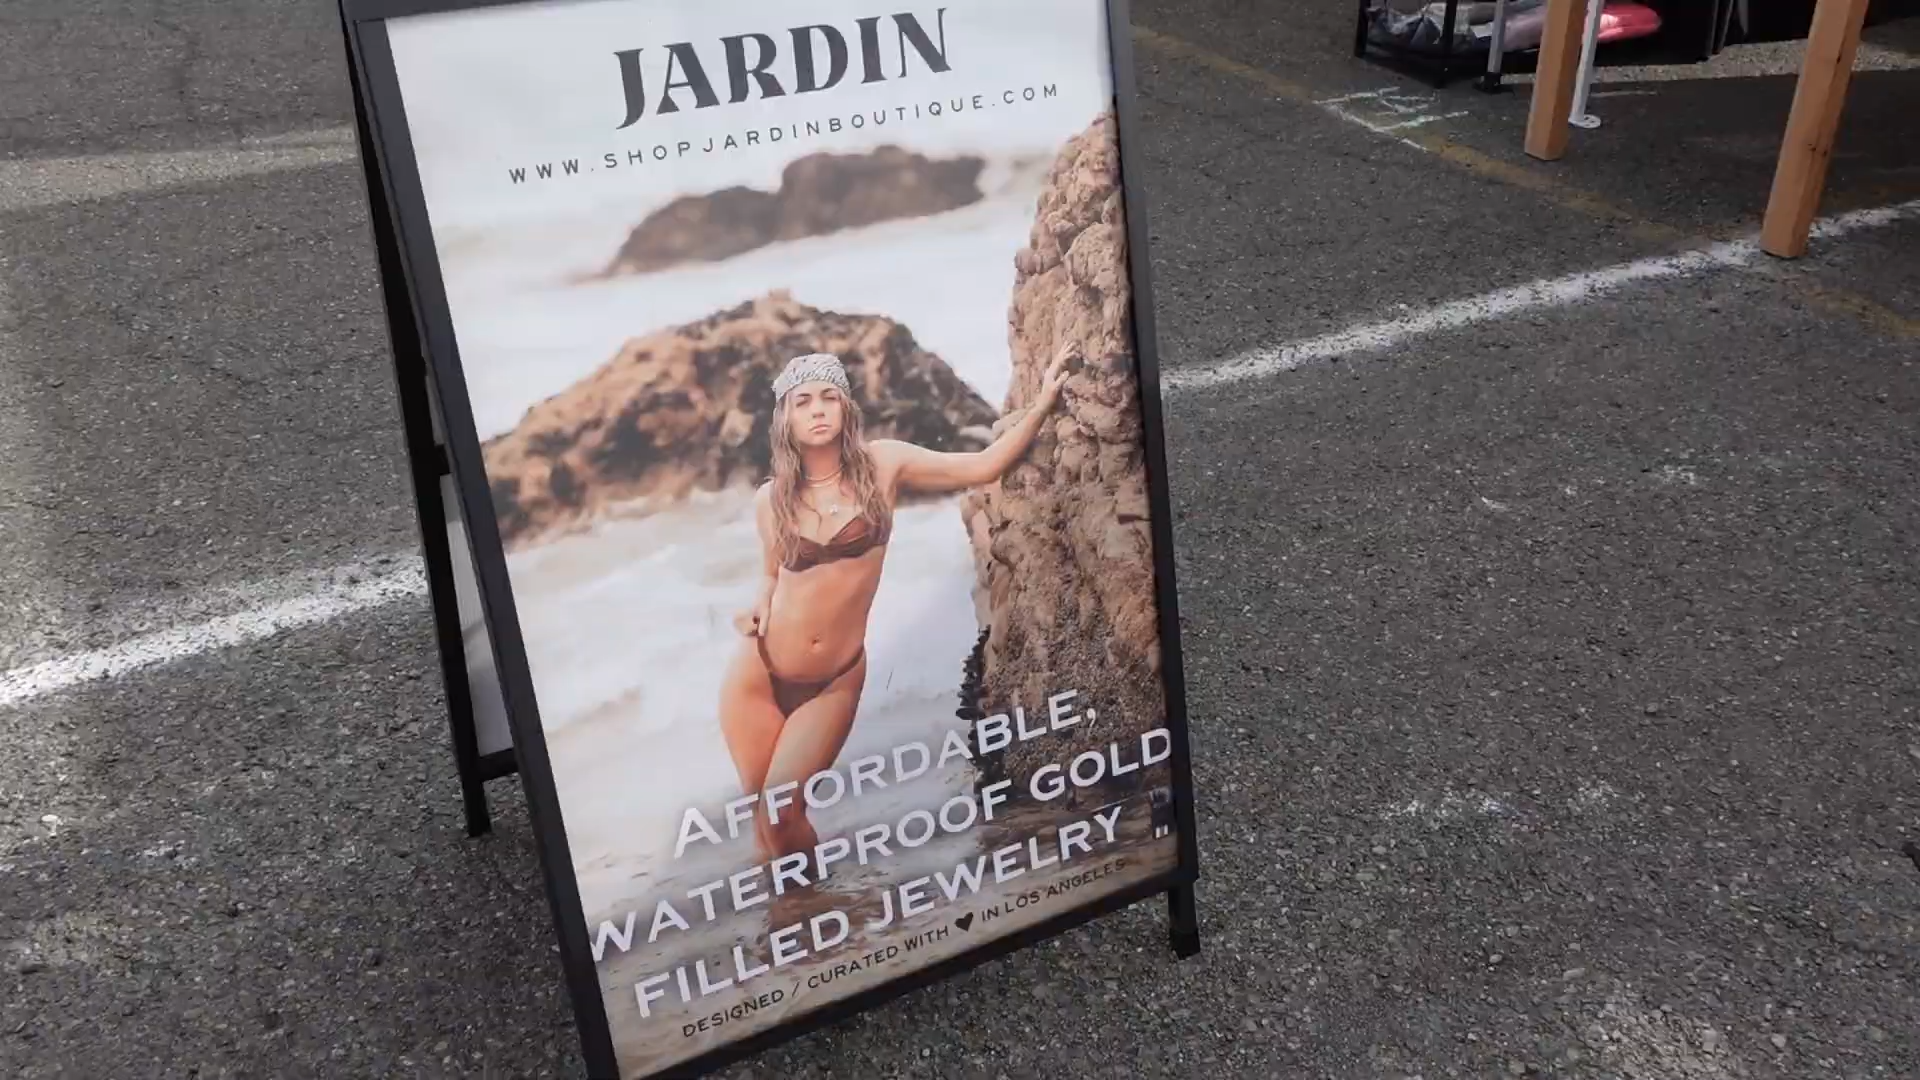 JARDIN
WWW.SHOPJARDINBOUTIQUE.COM
AFFORDABLE,
WATERPROOF GOLD
FILLED JEWELRY "
DESIGNED / CURATED WITH ♥ IN LOS ANGELES